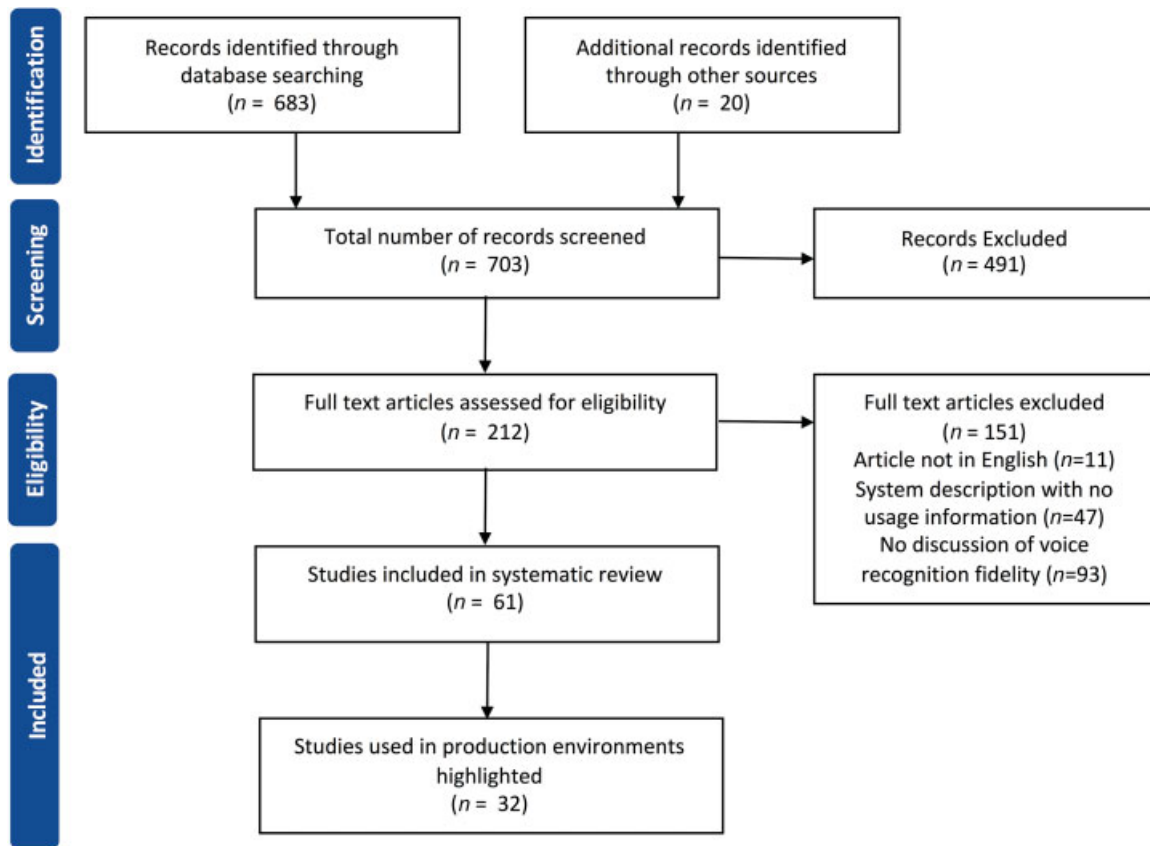 Identification
Records identified through
database searching
(n = 683)
Additional records identified
through other sources
(n = 20)
Screening
Total number of records screened
(n = 703)
Records Excluded
(n = 491)
Eligibility
Full text articles assessed for eligibility
(n = 212)
Full text articles excluded
(n = 151)
Article not in English (n=11)
System description with no
usage information (n=47)
No discussion of voice
recognition fidelity (n=93)
Included
Studies included in systematic review
(n = 61)
Studies used in production environments
highlighted
(n = 32)